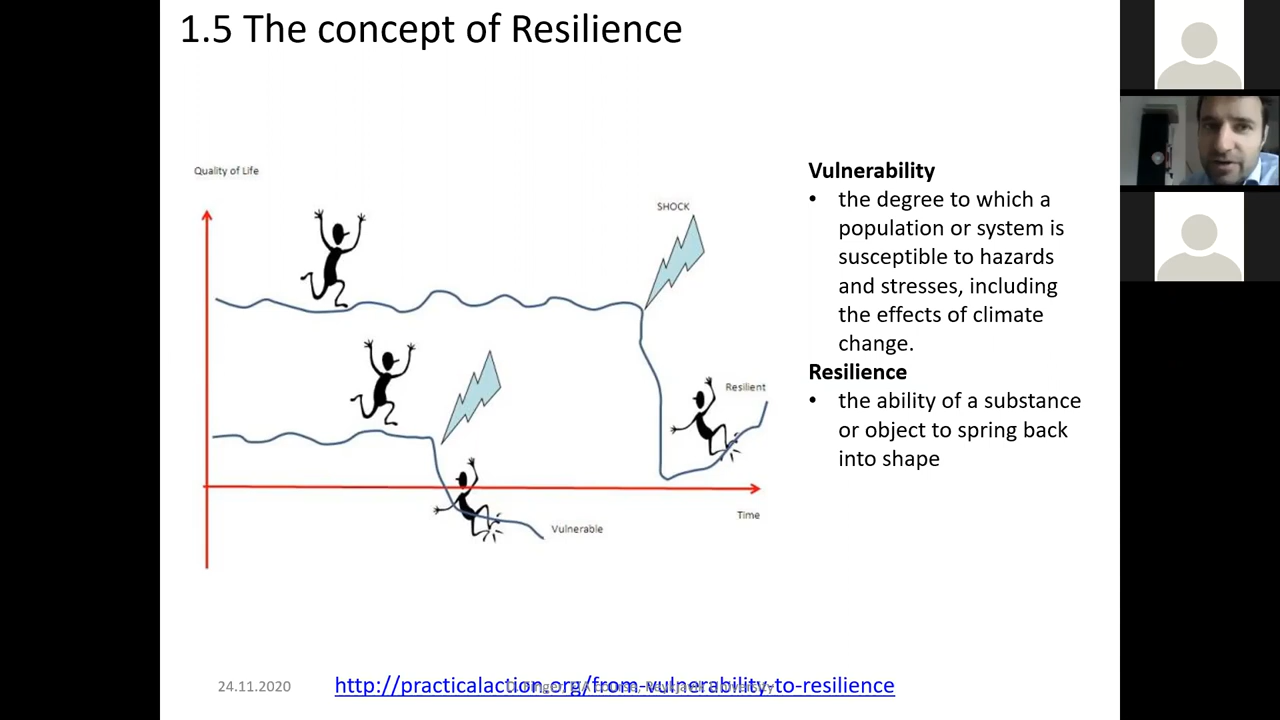 1.5 The concept of Resilience
Quality of Life
SHOCK
Resilient
Time
Vulnerable
Vulnerability
• the degree to which a
population or system is
susceptible to hazards
and stresses, including
the effects of climate
change.
Resilience
• the ability of a substance
or object to spring back
into shape
24.11.2020
http://practicalaction.org/from-vulnerability-to-resilience